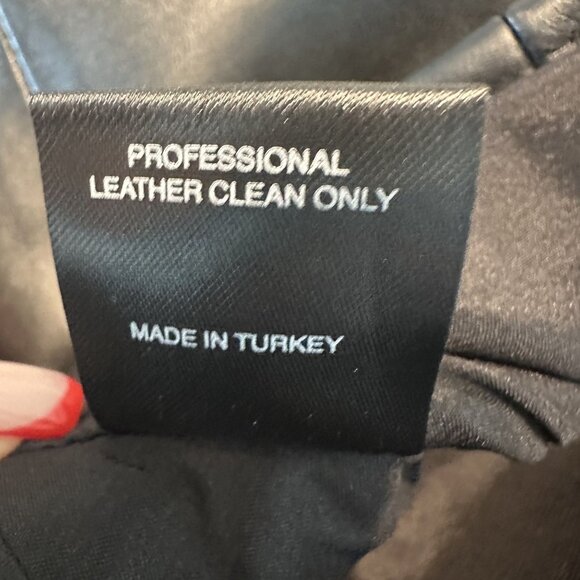 PROFESSIONAL
LEATHER CLEAN ONLY
MADE IN TURKEY